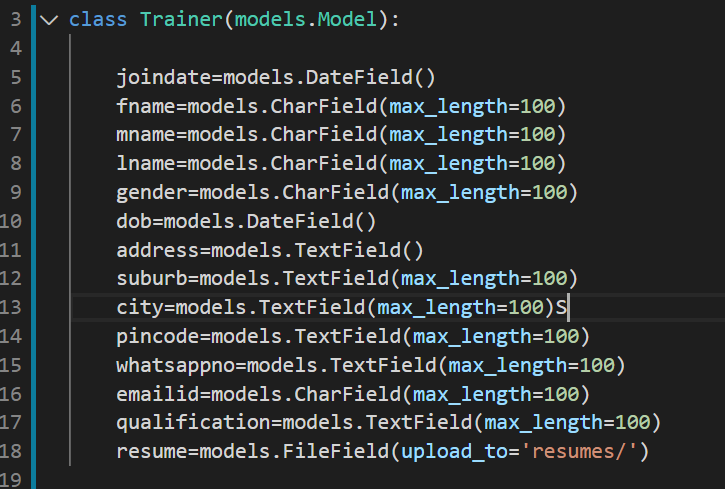 3 class Trainer(models.Model):
4
5 joindate=models.DateField()
6 fname=models.CharField(max_length=100)
7 mname=models.CharField(max_length=100)
8 lname=models.CharField(max_length=100)
9 gender=models.CharField(max_length=100)
10 dob=models.DateField()
11 address=models.TextField()
12 suburb=models.TextField(max_length=100)
13 city=models.TextField(max_length=100)S
14 pincode=models.TextField(max_length=100)
15 whatsappno=models.TextField(max_length=100)
16 emailid=models.CharField(max_length=100)
17 qualification=models.TextField(max_length=100)
18 resume=models.FileField(upload_to='resumes/')
19